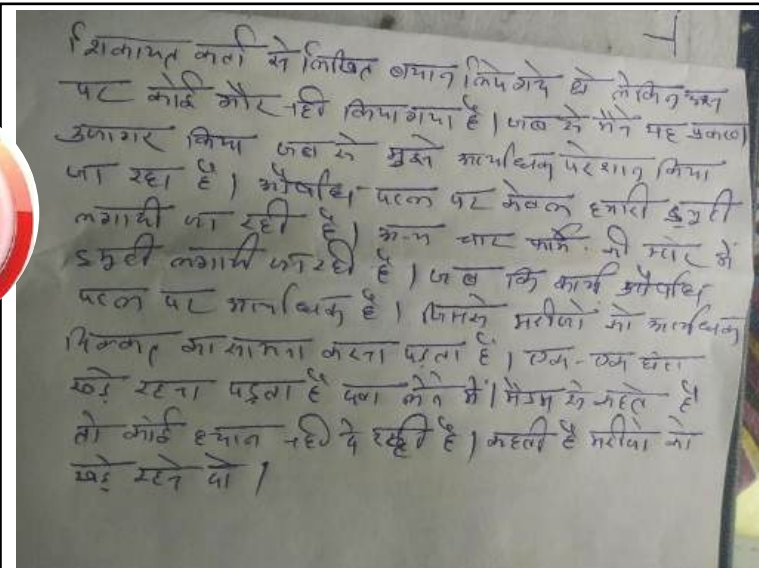 शिकायत कर्ता से लिखित बयान लिये गये थे लेकिन उस
पर कोई गौर नही किया गया है। जब से मैंने यह प्रकरण
उजागर किया जब से मुझे अत्यधिक परेशान किया
जा रहा है। औषधि पटल पर केवल हमारी ड्यूटी
लगायी जा रही है। अन्य चार फार्मे. की स्टोर में
ड्यूटी लगायी जा रही है। जब कि कार्य औषधि
पटल पर अत्यधिक है। जिससे मरीजों को अत्यधिक
दिक्कत का सामना करना पड़ता है। एक-एक घंटा
खड़े रहना पड़ता है दवा लेने में। मैडम से कहते है
तो कोई ध्यान नही दे रही है। कहती है मरीजो को
खड़े रहने दो।